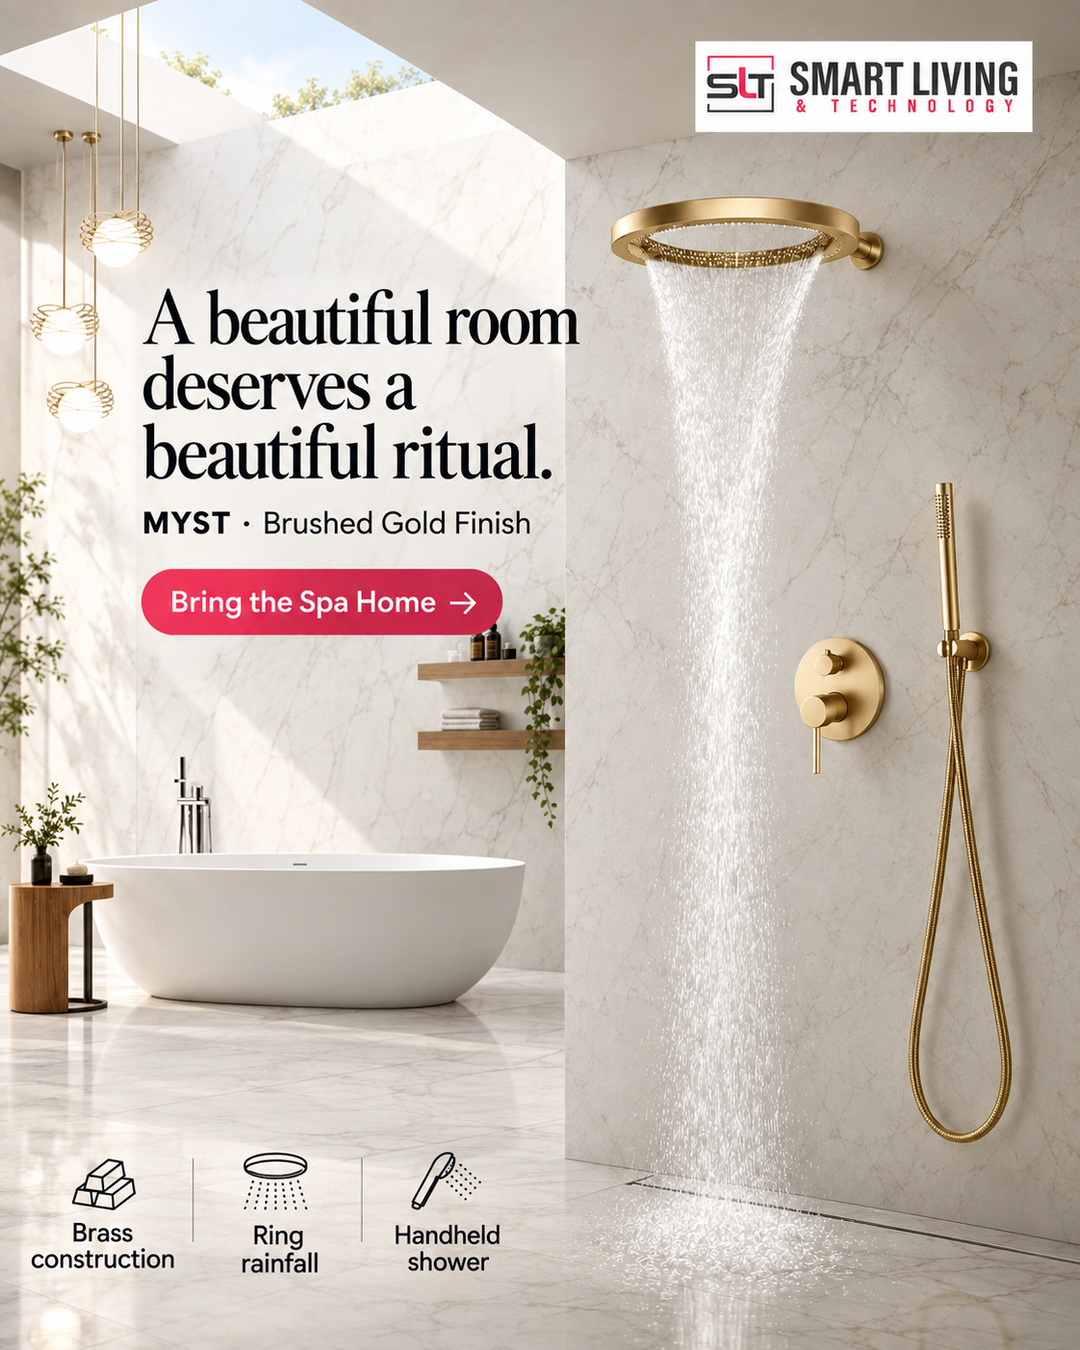 SLT SMART LIVING
& TECHNOLOGY
A beautiful room
deserves a
beautiful ritual.
MYST · Brushed Gold Finish
Bring the Spa Home →
Brass
construction
Ring
rainfall
Handheld
shower